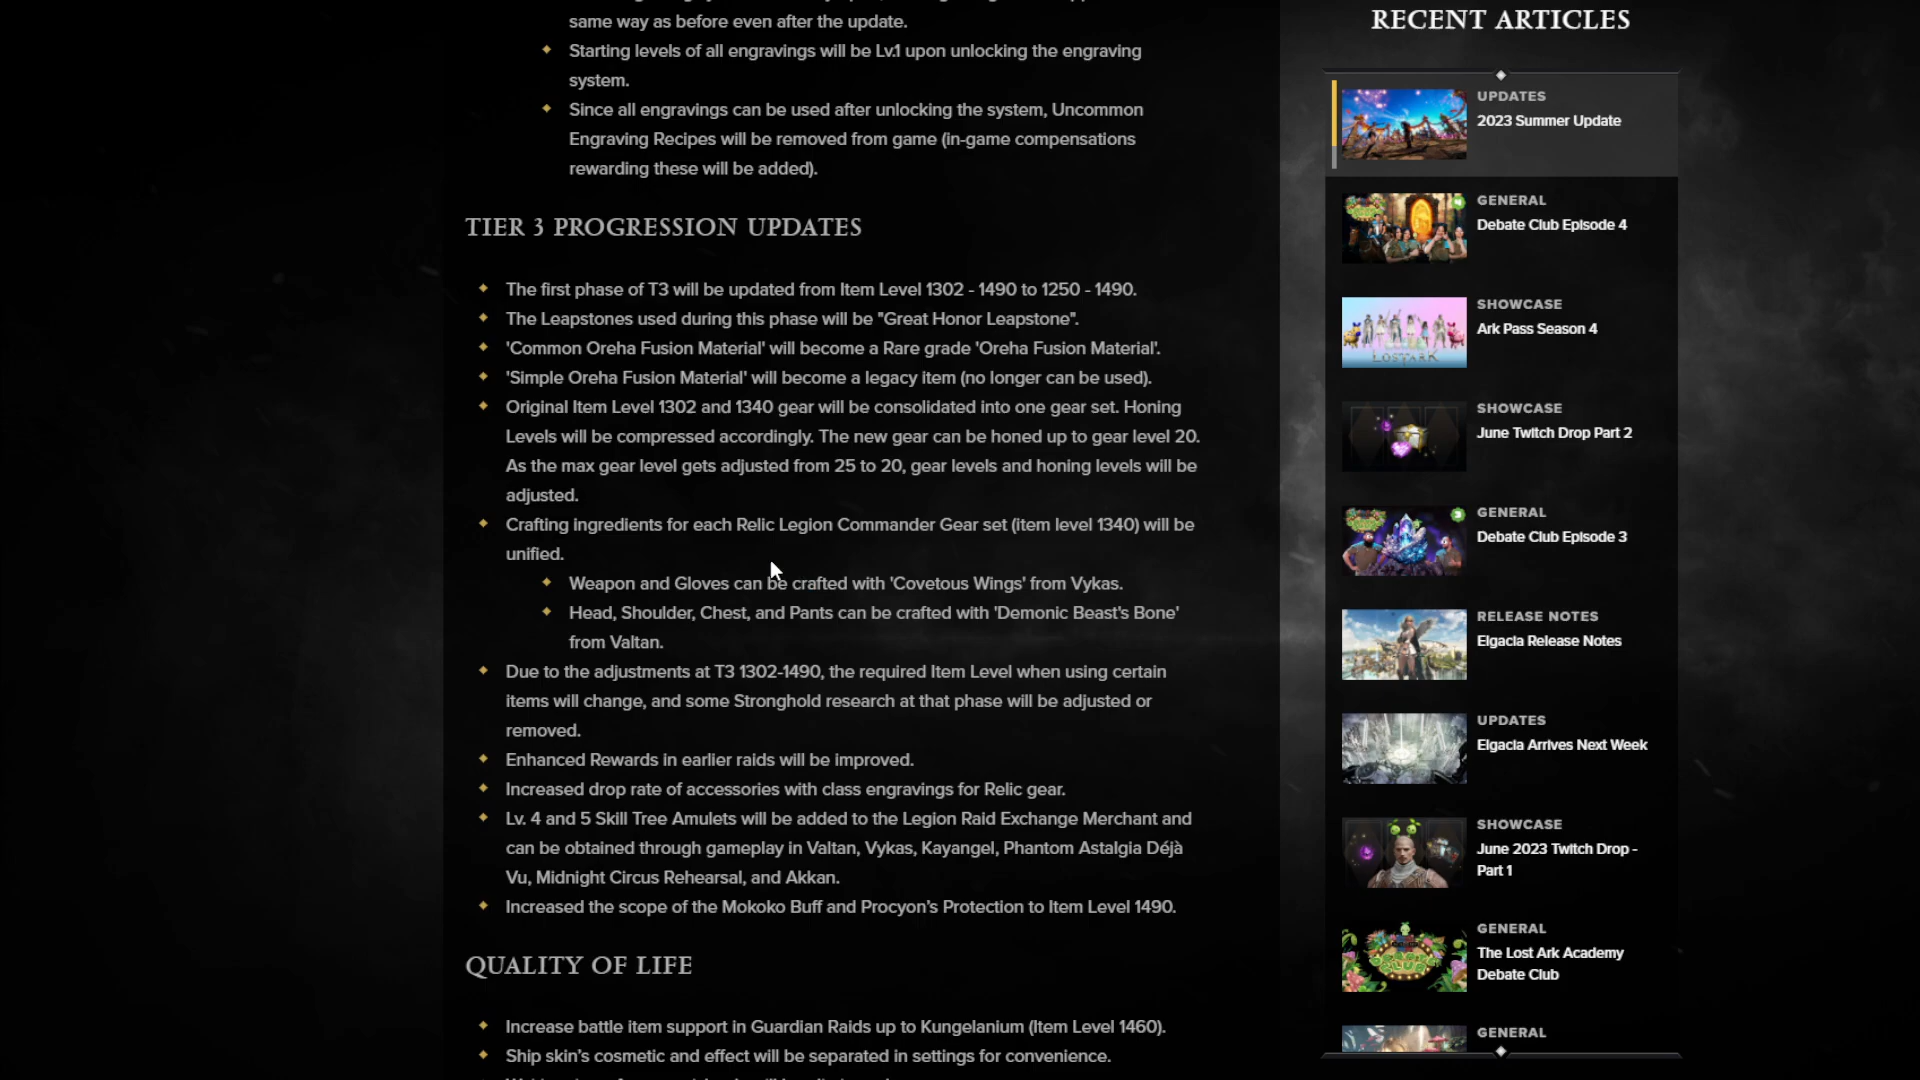 same way as before even after the update.
Starting levels of all engravings will be Lv.1 upon unlocking the engraving
system.
Since all engravings can be used after unlocking the system, Uncommon
Engraving Recipes will be removed from game (in-game compensations
rewarding these will be added).
TIER 3 PROGRESSION UPDATES
The first phase of T3 will be updated from Item Level 1302 - 1490 to 1250 - 1490.
The Leapstones used during this phase will be "Great Honor Leapstone".
'Common Oreha Fusion Material' will become a Rare grade 'Oreha Fusion Material'.
'Simple Oreha Fusion Material' will become a legacy item (no longer can be used).
Original Item Level 1302 and 1340 gear will be consolidated into one gear set. Honing
Levels will be compressed accordingly. The new gear can be honed up to gear level 20.
As the max gear level gets adjusted from 25 to 20, gear levels and honing levels will be
adjusted.
Crafting ingredients for each Relic Legion Commander Gear set (item level 1340) will be
unified.
Weapon and Gloves can be crafted with 'Covetous Wings' from Vykas.
Head, Shoulder, Chest, and Pants can be crafted with 'Demonic Beast's Bone'
from Valtan.
Due to the adjustments at T3 1302-1490, the required Item Level when using certain
items will change, and some Stronghold research at that phase will be adjusted or
removed.
Enhanced Rewards in earlier raids will be improved.
Increased drop rate of accessories with class engravings for Relic gear.
Lv. 4 and 5 Skill Tree Amulets will be added to the Legion Raid Exchange Merchant and
can be obtained through gameplay in Valtan, Vykas, Kayangel, Phantom Astalgia Déjà
Vu, Midnight Circus Rehearsal, and Akkan.
Increased the scope of the Mokoko Buff and Procyon's Protection to Item Level 1490.
QUALITY OF LIFE
Increase battle item support in Guardian Raids up to Kungelanium (Item Level 1460).
Ship skin's cosmetic and effect will be separated in settings for convenience.
RECENT ARTICLES
UPDATES
2023 Summer Update
GENERAL
Debate Club Episode 4
SHOWCASE
Ark Pass Season 4
LOST ARK
SHOWCASE
June Twitch Drop Part 2
GENERAL
Debate Club Episode 3
RELEASE NOTES
Elgacia Release Notes
UPDATES
Elgacia Arrives Next Week
SHOWCASE
June 2023 Twitch Drop -
Part 1
GENERAL
The Lost Ark Academy
Debate Club
GENERAL